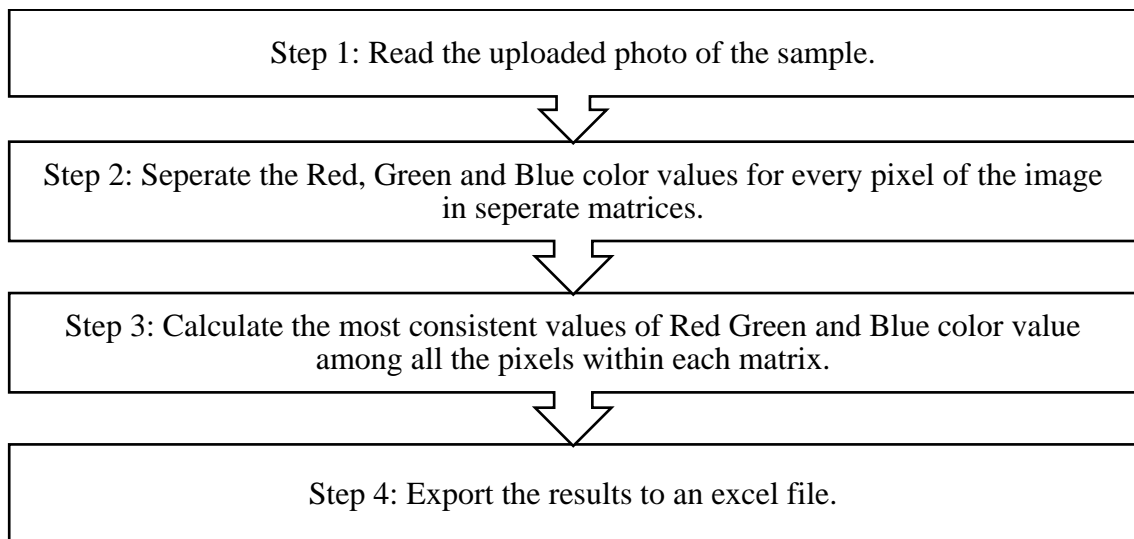 Step 1: Read the uploaded photo of the sample.
Step 2: Seperate the Red, Green and Blue color values for every pixel of the image
in seperate matrices.
Step 3: Calculate the most consistent values of Red Green and Blue color value
among all the pixels within each matrix.
Step 4: Export the results to an excel file.